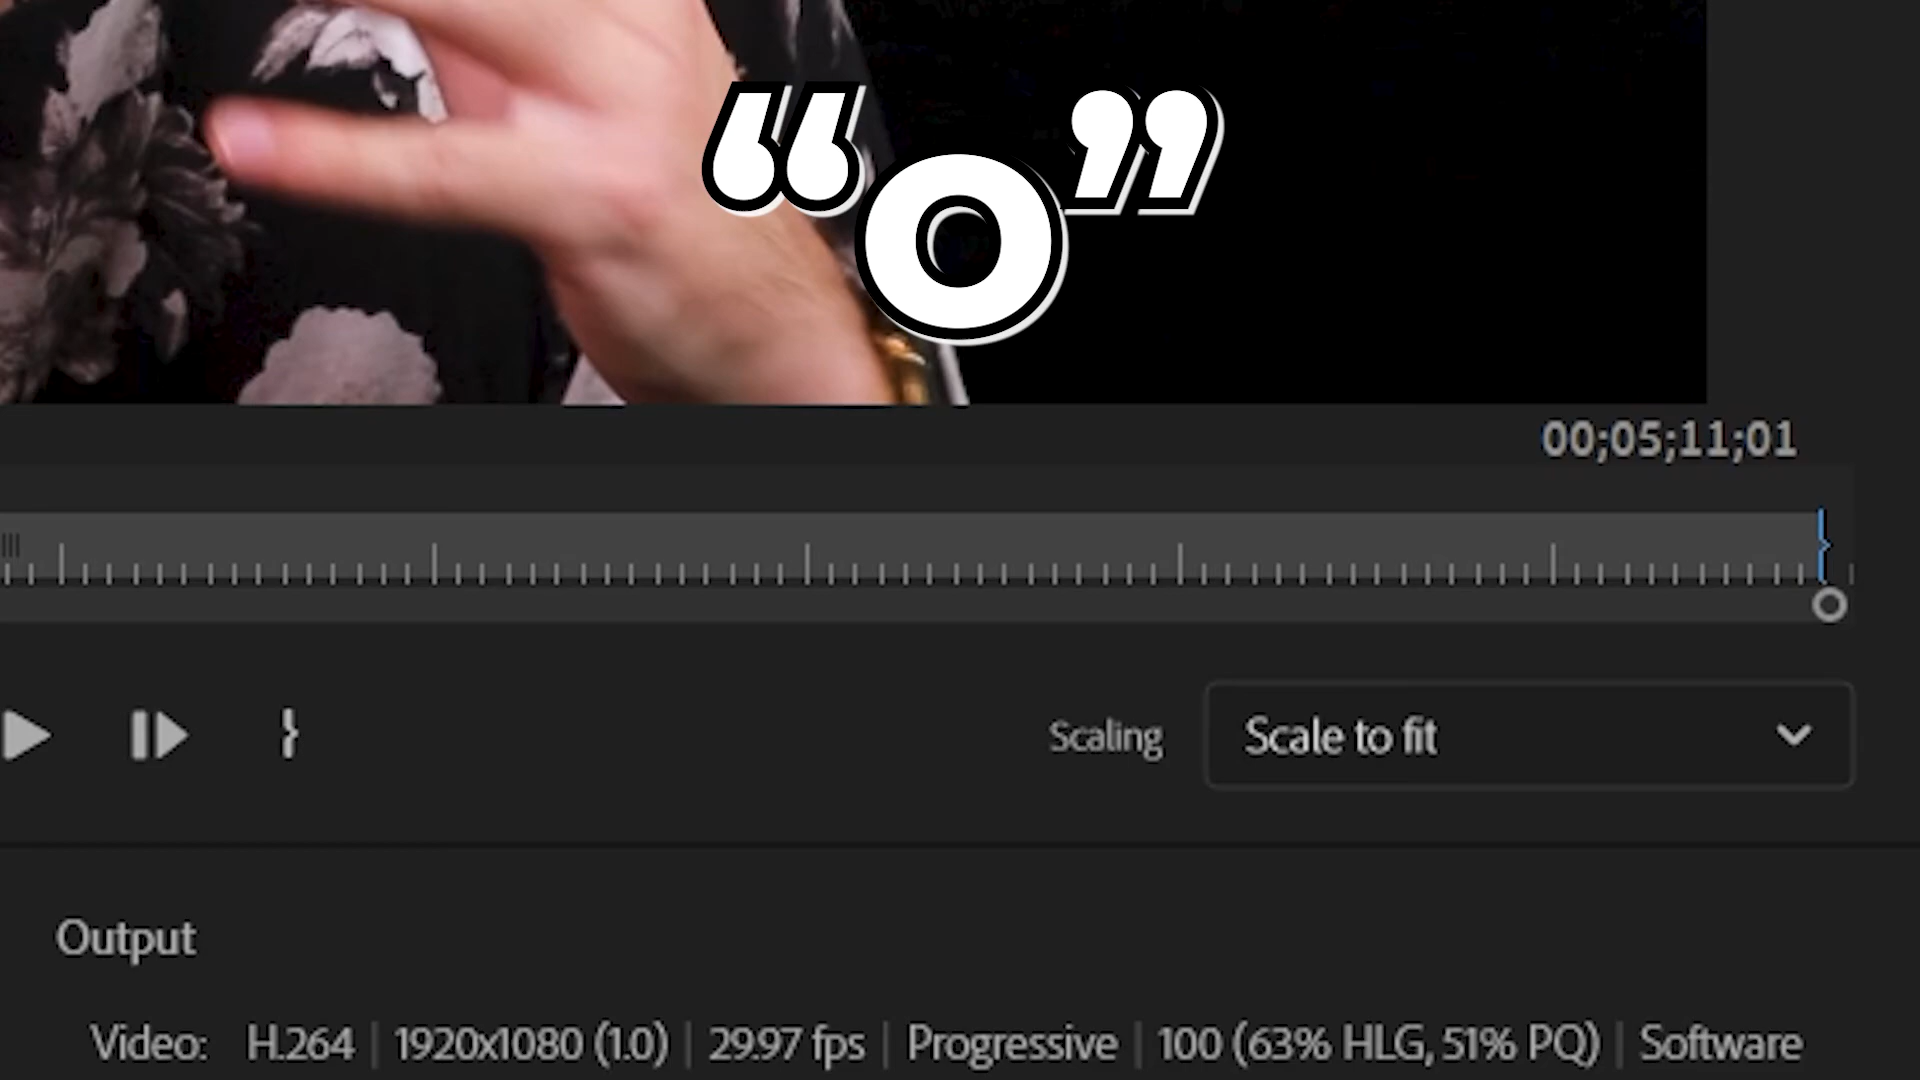 “O”
00;05;11;01
Scaling Scale to fit
Output
Video: H.264 | 1920x1080 (1.0) | 29.97 fps | Progressive | 100 (63% HLG, 51% PQ) | Software